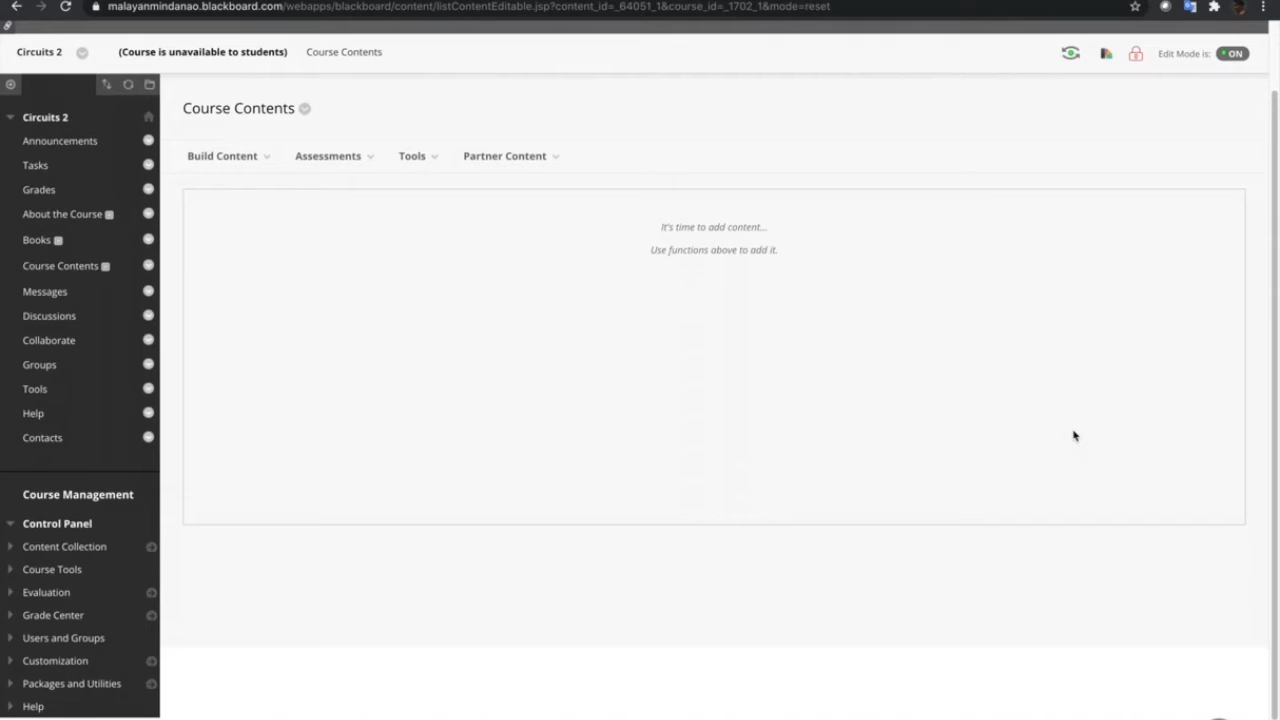 malayanmindanao.blackboard.com/webapps/blackboard/content/listContentEditable.jsp?content_id=_64051_1&course_id=_1702_1&mode=reset
Circuits 2 (Course is unavailable to students) Course Contents Edit Mode is: ON
Course Contents
Build Content Assessments Tools Partner Content
It's time to add content...
Use functions above to add it.
Circuits 2
Announcements
Tasks
Grades
About the Course
Books
Course Contents
Messages
Discussions
Collaborate
Groups
Tools
Help
Contacts
Course Management
Control Panel
Content Collection
Course Tools
Evaluation
Grade Center
Users and Groups
Customization
Packages and Utilities
Help